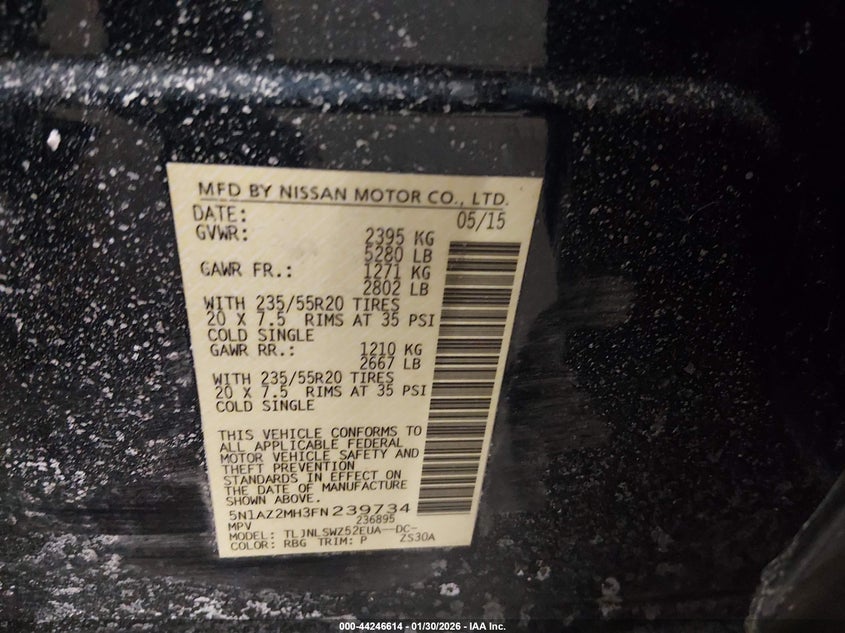 MFD BY NISSAN MOTOR CO., LTD.
DATE: 05/15
GVWR: 2395 KG
5280 LB
GAWR FR.: 1271 KG
2802 LB
WITH 235/55R20 TIRES
20 X 7.5 RIMS AT 35 PSI
COLD SINGLE
GAWR RR.: 1210 KG
2667 LB
WITH 235/55R20 TIRES
20 X 7.5 RIMS AT 35 PSI
COLD SINGLE
THIS VEHICLE CONFORMS TO
ALL APPLICABLE FEDERAL
MOTOR VEHICLE SAFETY AND
THEFT PREVENTION
STANDARDS IN EFFECT ON
THE DATE OF MANUFACTURE
SHOWN ABOVE.
5N1AZ2MH3FN239734
MPV 236895
MODEL: TLJNLSWZ52EUA--DC-
COLOR: RBG TRIM: P ZS30A
000-44246614 - 01/30/2026 - IAA Inc.